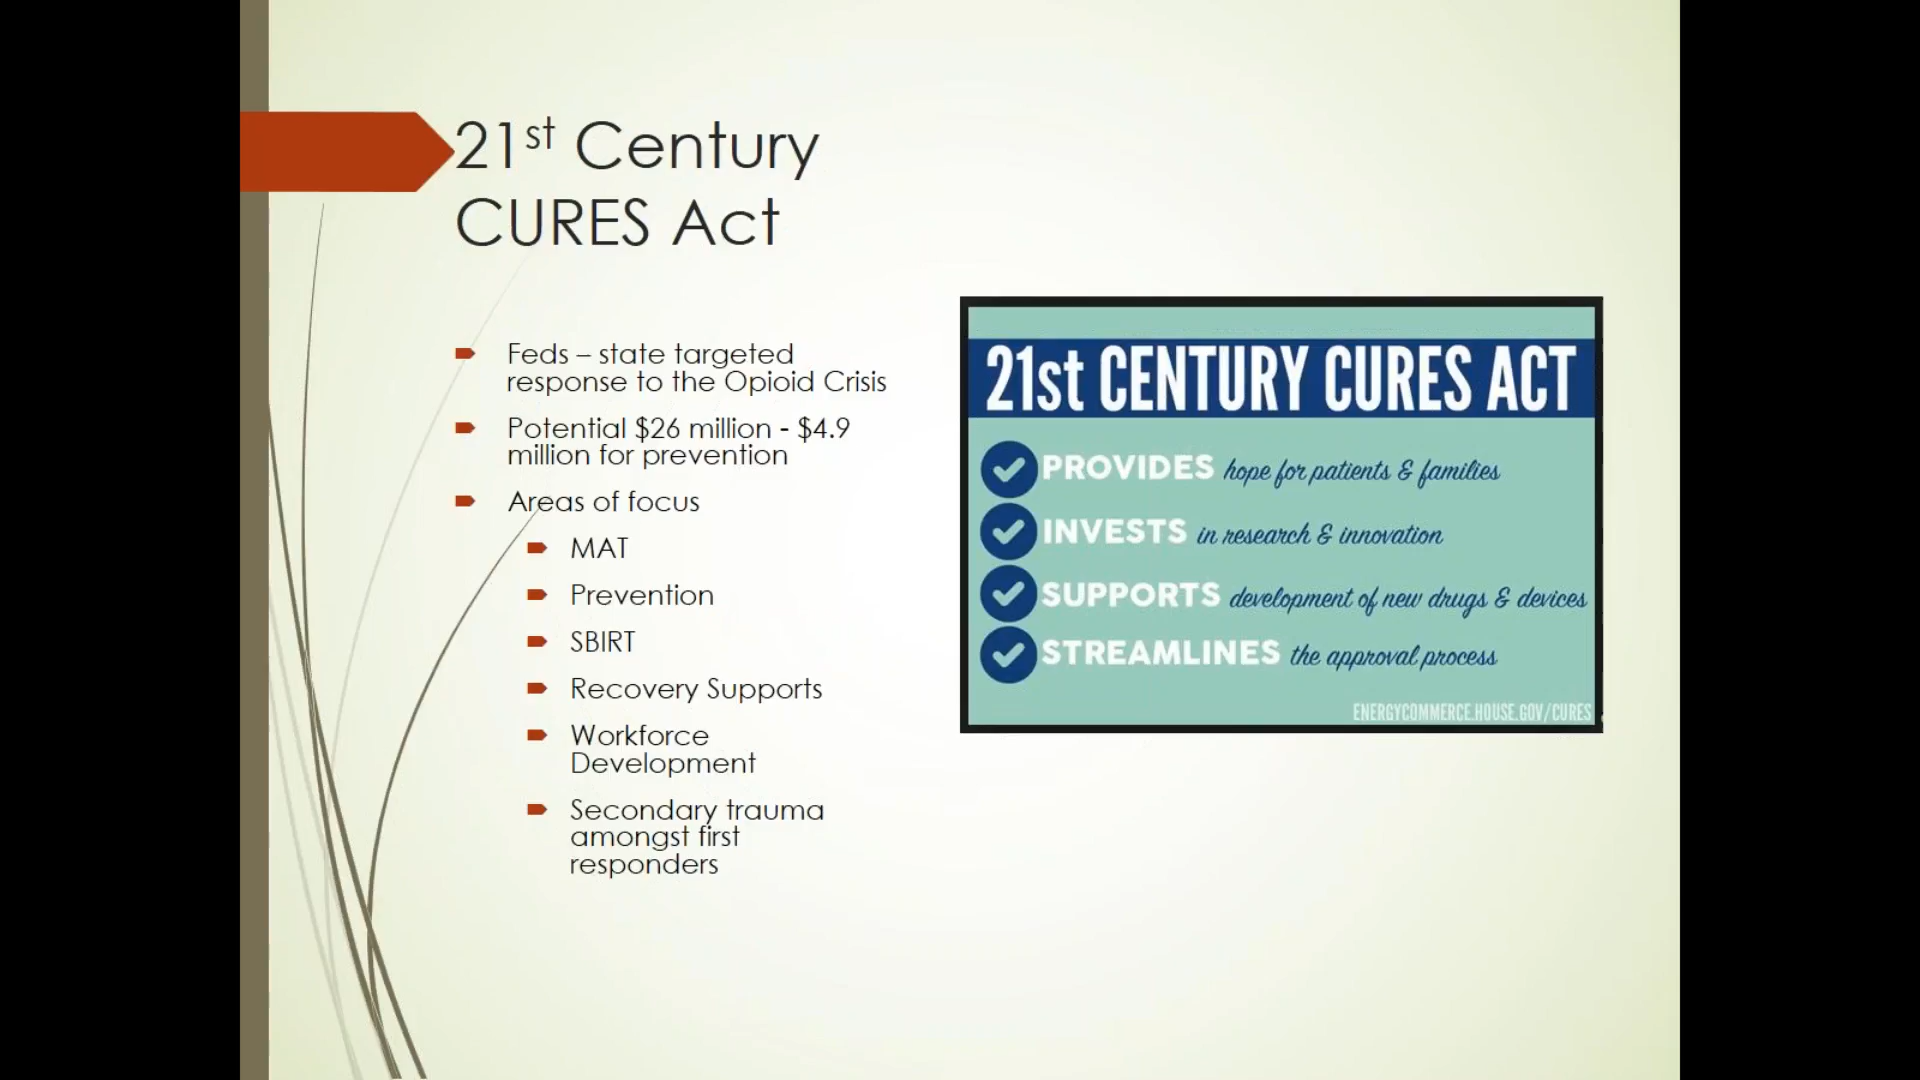 21st Century
CURES Act
Feds – state targeted
response to the Opioid Crisis
Potential $26 million - $4.9
million for prevention
Areas of focus
MAT
Prevention
SBIRT
Recovery Supports
Workforce
Development
Secondary trauma
amongst first
responders
21st CENTURY CURES ACT
PROVIDES hope for patients & families
INVESTS in research & innovation
SUPPORTS development of new drugs & devices
STREAMLINES the approval process
ENERGYCOMMERCE.HOUSE.GOV/CURES